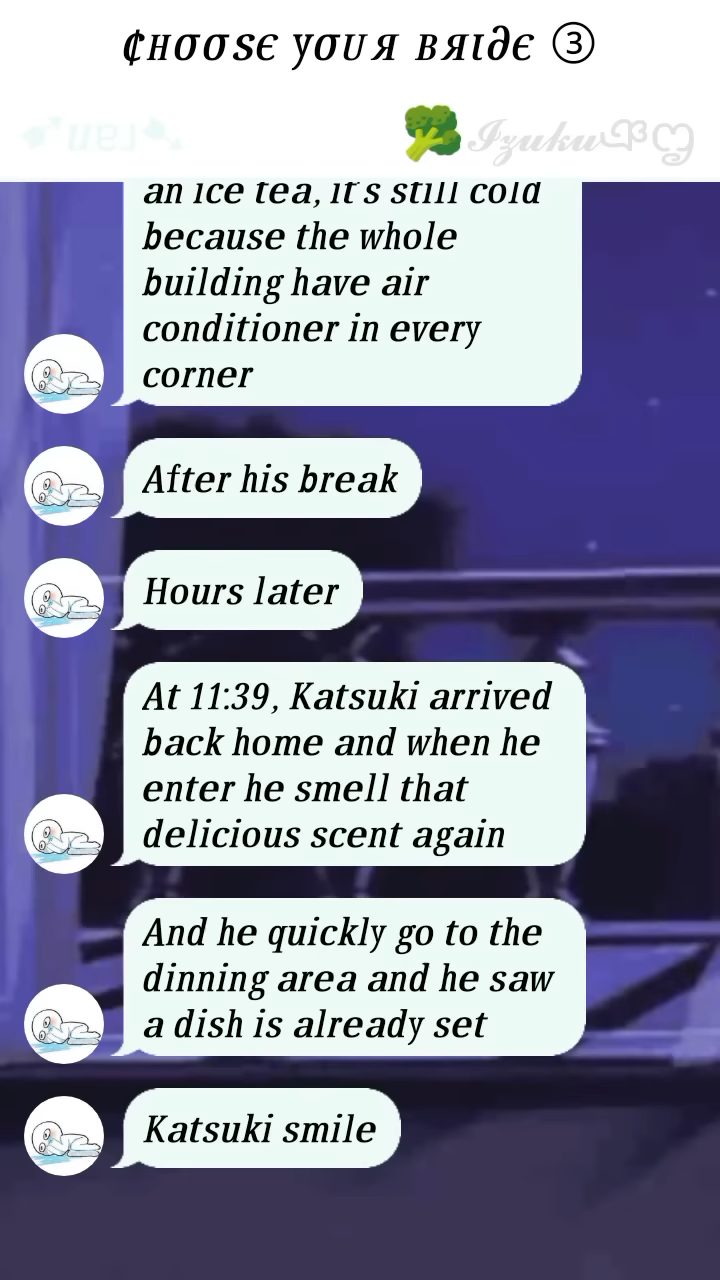 ₵нσσѕє уσυя вяι∂є ③
🥦𝓘𝔃𝓾𝓴𝓾
an ice tea, it's still cold
because the whole
building have air
conditioner in every
corner
After his break
Hours later
At 11:39, Katsuki arrived
back home and when he
enter he smell that
delicious scent again
And he quickly go to the
dinning area and he saw
a dish is already set
Katsuki smile